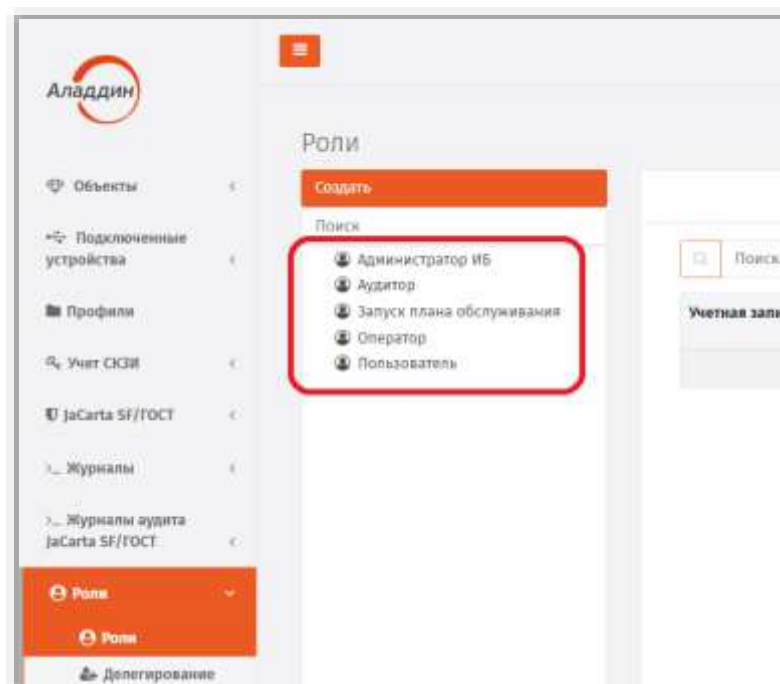 Аладдин
Объекты
Подключенные
устройства
Профили
Учет СКЗИ
JaCarta SF/ГОСТ
Журналы
Журналы аудита
JaCarta SF/ГОСТ
Роли
Роли
Делегирование
Роли
Создать
Поиск
Администратор ИБ
Аудитор
Запуск плана обслуживания
Оператор
Пользователь
Поиск
Учетная запи